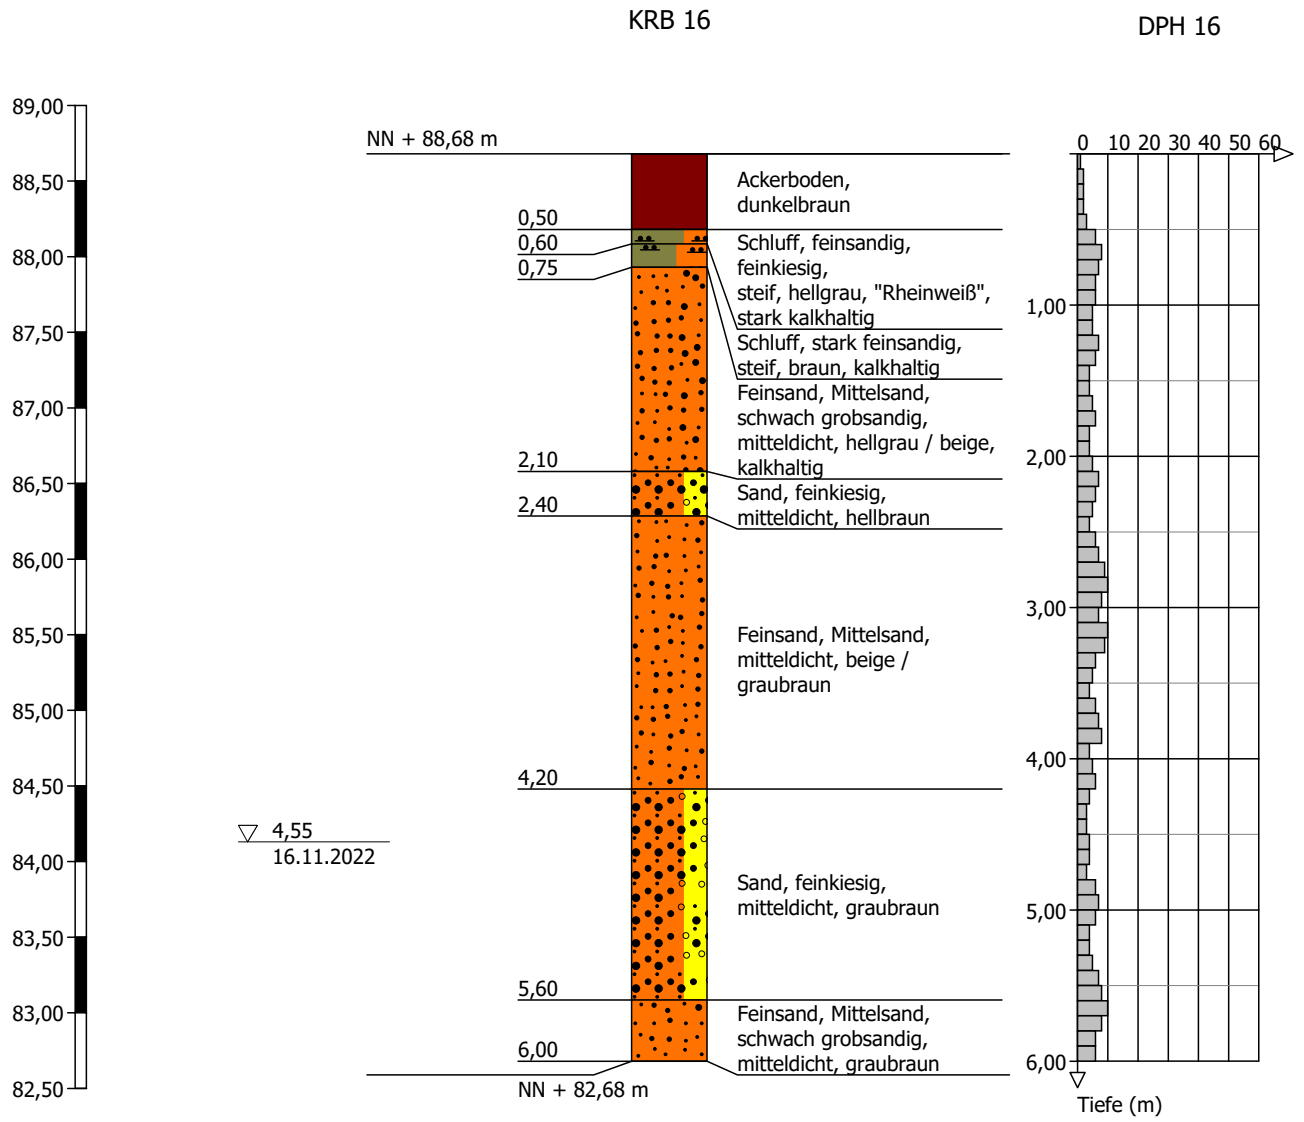 KRB 16
DPH 16
89,00
88,50
88,00
87,50
87,00
86,50
86,00
85,50
85,00
84,50
84,00
83,50
83,00
82,50
4,55
16.11.2022
NN + 88,68 m
0,50
0,60
0,75
2,10
2,40
4,20
5,60
6,00
NN + 82,68 m
Ackerboden,
dunkelbraun
Schluff, feinsandig,
feinkiesig,
steif, hellgrau, "Rheinweiß",
stark kalkhaltig
Schluff, stark feinsandig,
steif, braun, kalkhaltig
Feinsand, Mittelsand,
schwach grobsandig,
mitteldicht, hellgrau / beige,
kalkhaltig
Sand, feinkiesig,
mitteldicht, hellbraun
Feinsand, Mittelsand,
mitteldicht, beige /
graubraun
Sand, feinkiesig,
mitteldicht, graubraun
Feinsand, Mittelsand,
schwach grobsandig,
mitteldicht, graubraun
0 10 20 30 40 50 60
1,00
2,00
3,00
4,00
5,00
6,00
Tiefe (m)